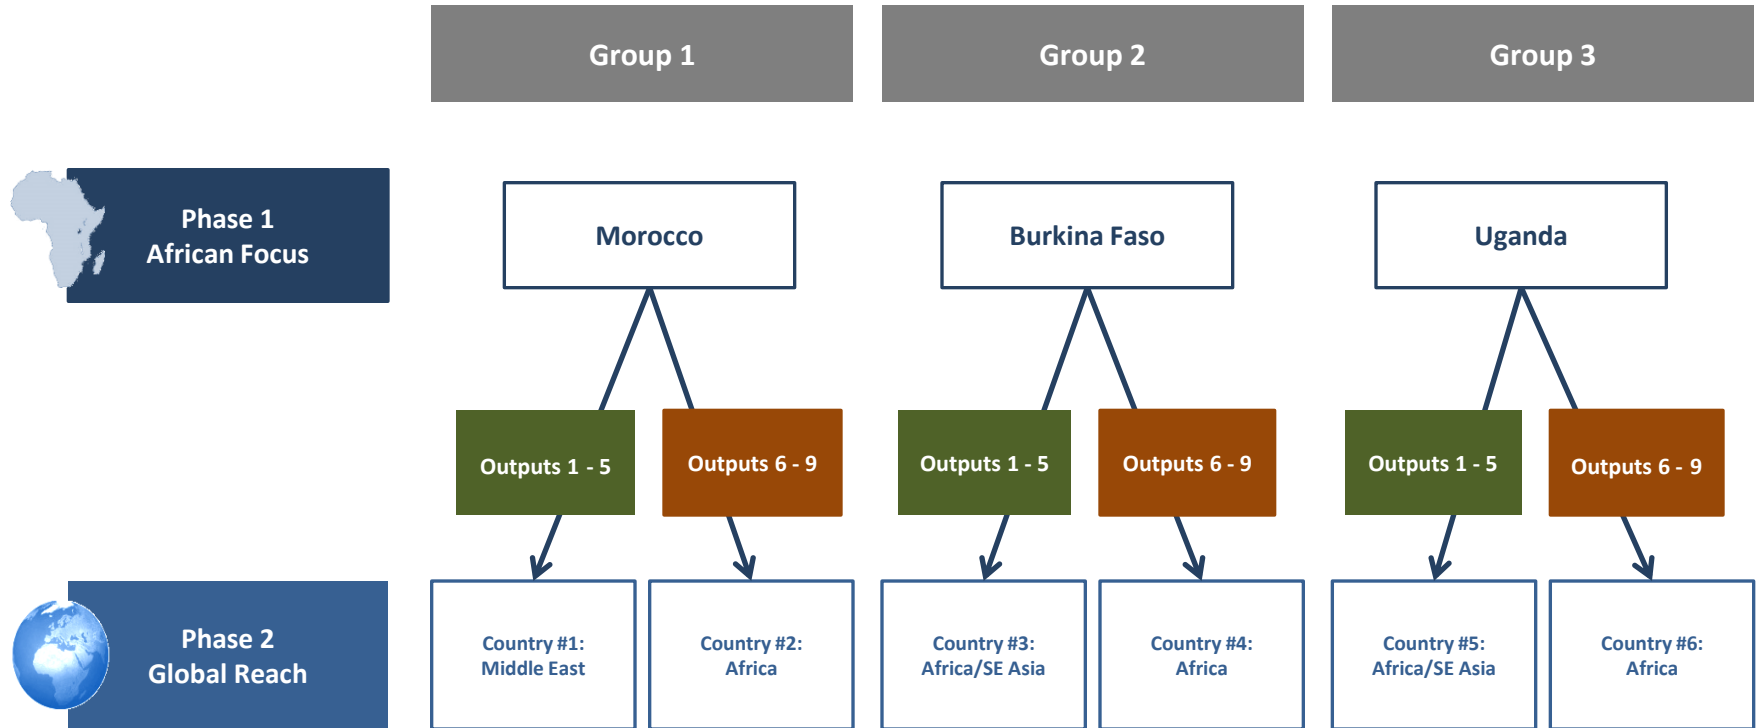 Group 1
Group 2
Group 3
Phase 1
African Focus
Morocco
Burkina Faso
Uganda
Outputs 1 - 5
Outputs 6 - 9
Outputs 1 - 5
Outputs 6 - 9
Outputs 1 - 5
Outputs 6 - 9
Phase 2
Global Reach
Country #1:
Middle East
Country #2:
Africa
Country #3:
Africa/SE Asia
Country #4:
Africa
Country #5:
Africa/SE Asia
Country #6:
Africa